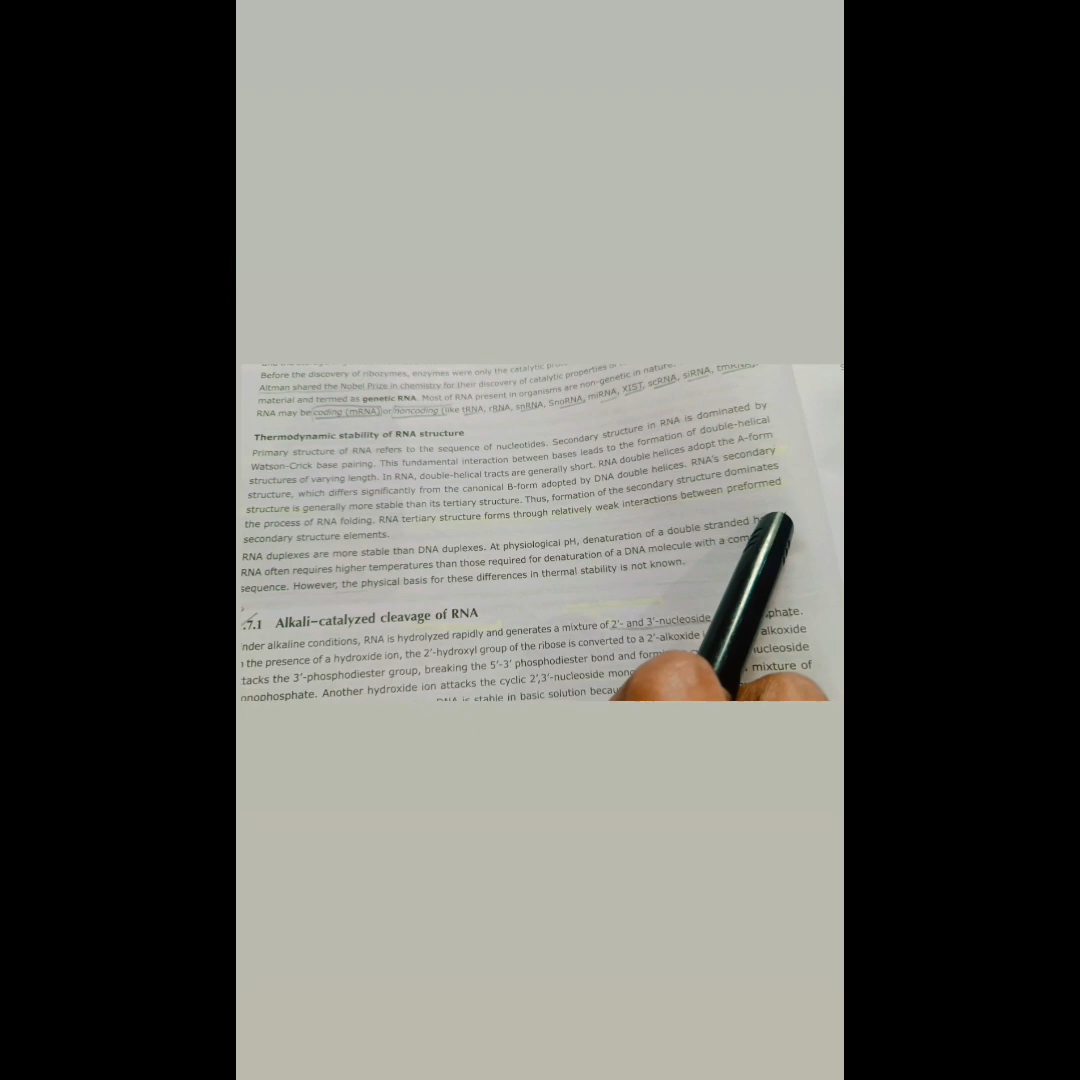 Before the discovery of ribozymes, enzymes were only the catalytic
Altman shared the Nobel Prize in chemistry for their discovery of catalytic properties
material and termed as genetic RNA. Most of RNA present in organisms are non-genetic in nature.
RNA may be coding (mRNA) or noncoding (like tRNA, rRNA, snRNA, SnoRNA, miRNA, XIST, scRNA, siRNA,
Thermodynamic stability of RNA structure
Primary structure of RNA refers to the sequence of nucleotides. Secondary structure in RNA is dominated by
Watson-Crick base pairing. This fundamental interaction between bases leads to the formation of double-helical
structures of varying length. In RNA, double-helical tracts are generally short. RNA double helices adopt the A-form
structure, which differs significantly from the canonical B-form adopted by DNA double helices. RNA's secondary
structure is generally more stable than its tertiary structure. Thus, formation of the secondary structure dominates
the process of RNA folding. RNA tertiary structure forms through relatively weak interactions between preformed
secondary structure elements.
RNA duplexes are more stable than DNA duplexes. At physiological pH, denaturation of a double stranded
RNA often requires higher temperatures than those required for denaturation of a DNA molecule with a
sequence. However, the physical basis for these differences in thermal stability is not known.
.7.1 Alkali-catalyzed cleavage of RNA
nder alkaline conditions, RNA is hydrolyzed rapidly and generates a mixture of 2'- and 3'-nucleoside phate.
the presence of a hydroxide ion, the 2'-hydroxyl group of the ribose is converted to a 2'-alkoxide alkoxide
tacks the 3'-phosphodiester group, breaking the 5'-3' phosphodiester bond and ucleoside
onophosphate. Another hydroxide ion attacks the cyclic 2',3'-nucleoside mixture of
is stable in basic solution